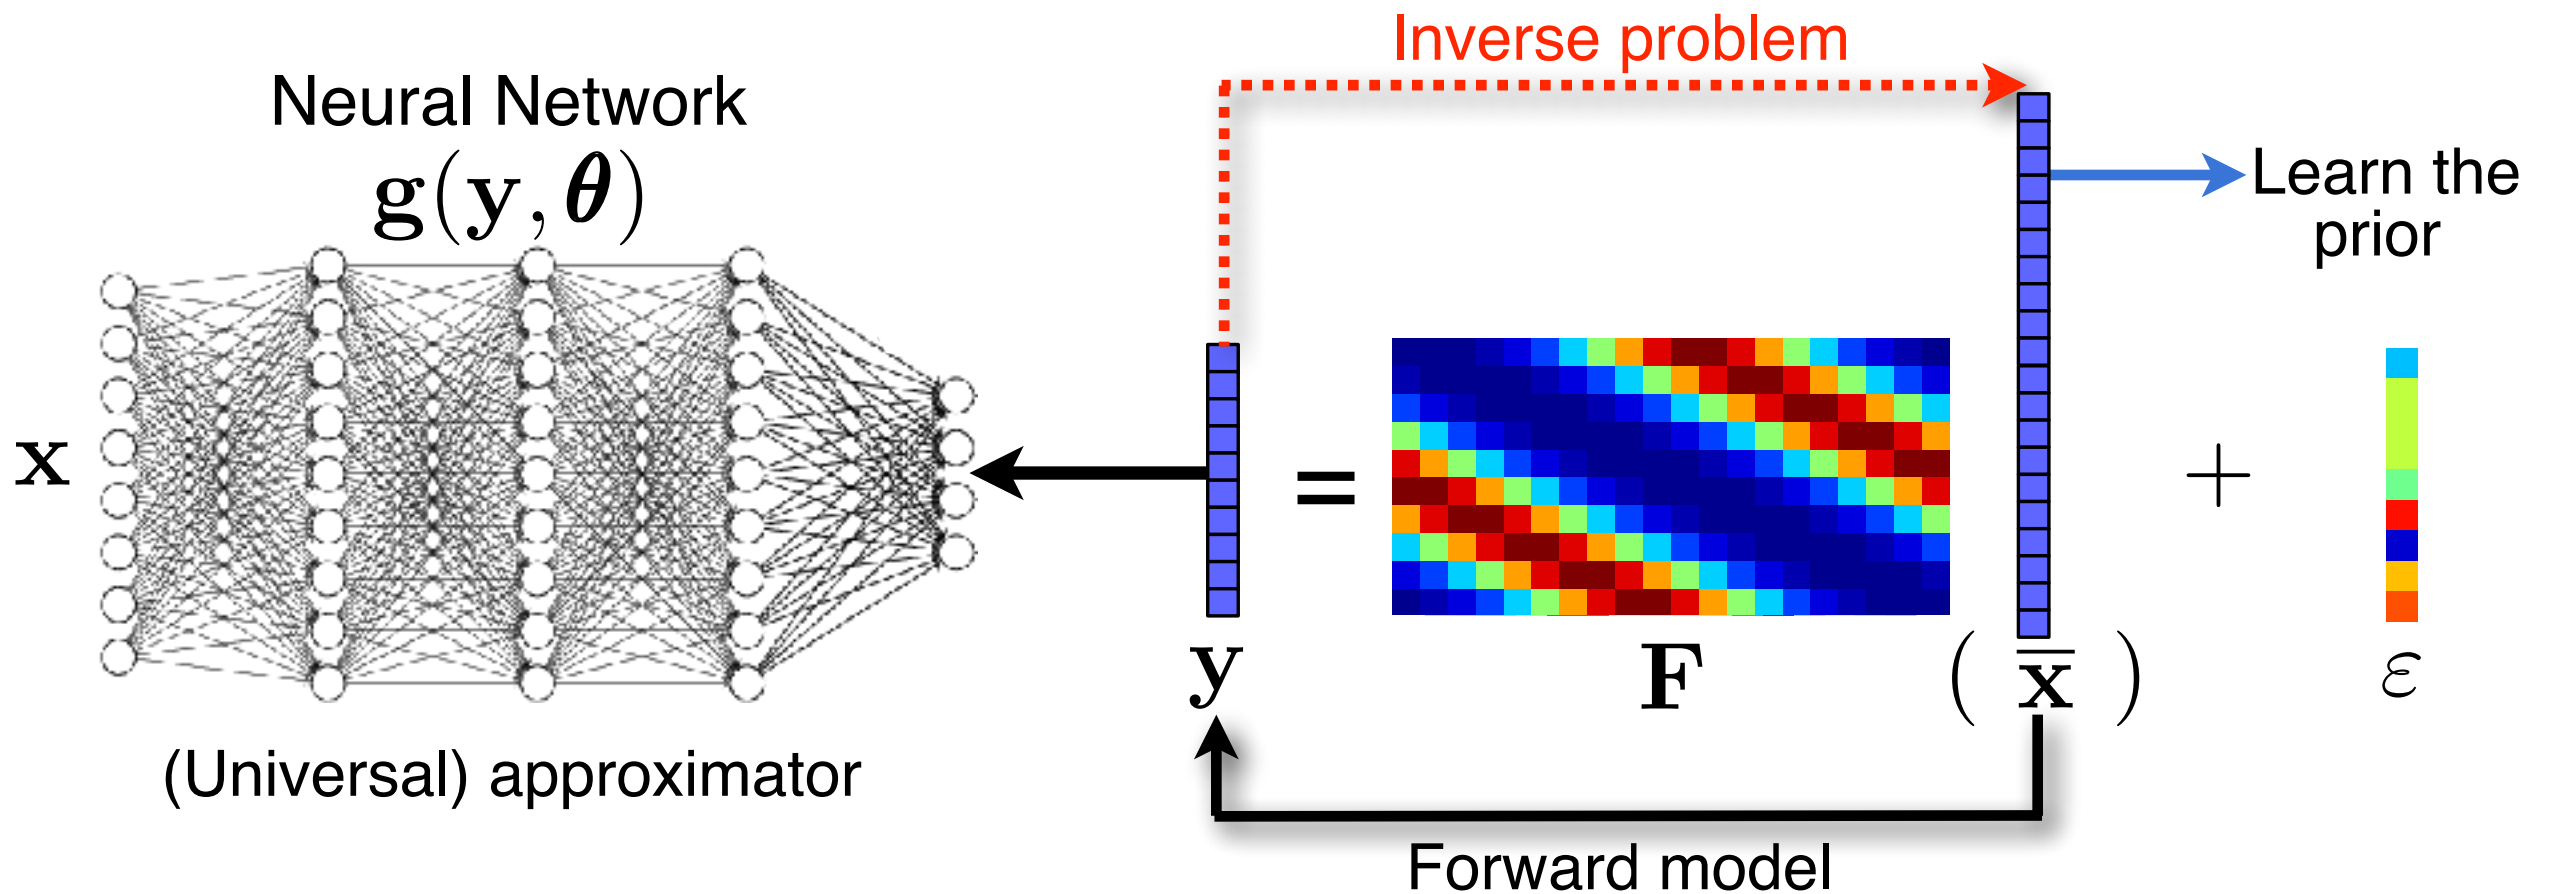 Inverse problem
Neural Network
g(y, θ)
Learn the
prior
x
=
+
y
F
( x̅ )
ε
(Universal) approximator
Forward model